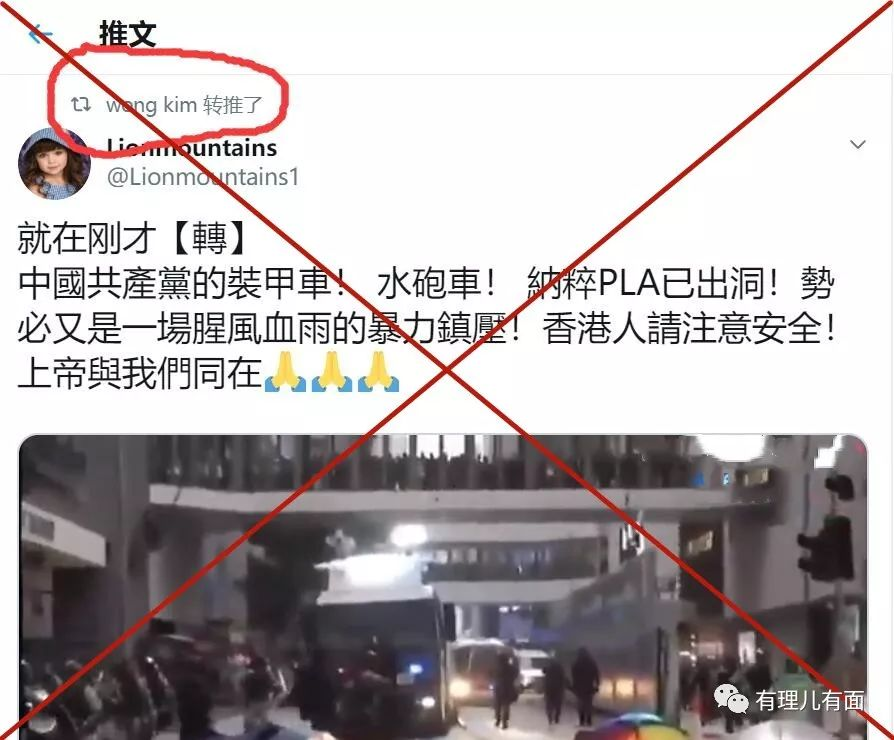 推文
wong kim 转推了
Lionmountains
@Lionmountains1
就在刚才【轉】
中國共產黨的裝甲車！ 水砲車！ 納粹PLA已出洞！勢
必又是一場腥風血雨的暴力鎮壓！香港人請注意安全！
上帝與我們同在🙏🙏🙏
有理儿有面